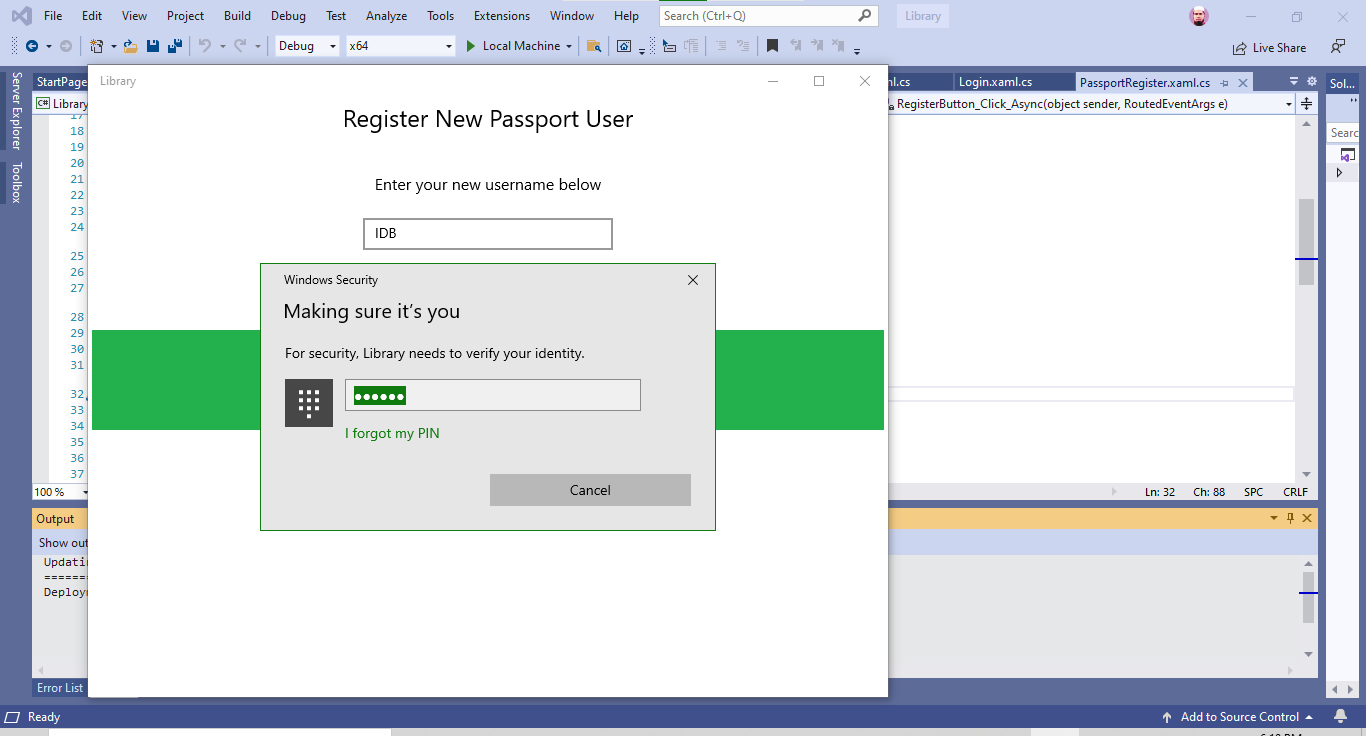 File Edit View Project Build Debug Test Analyze Tools Extensions Window Help Search (Ctrl+Q) Library
Debug x64 Local Machine Live Share
Library
StartPage
Login.xaml.cs PassportRegister.xaml.cs Sol...
Library
RegisterButton_Click_Async(object sender, RoutedEventArgs e)
Server Explorer
Toolbox
Register New Passport User
Enter your new username below
IDB
Windows Security
Making sure it's you
For security, Library needs to verify your identity.
●●●●●●
I forgot my PIN
Cancel
17
18
19
20
21
22
23
24
25
26
27
28
29
30
31
32
33
34
35
36
37
100 %
Ln: 32 Ch: 88 SPC CRLF
Output
Show out
Updatin
========
Deploym
Error List
Ready Add to Source Control